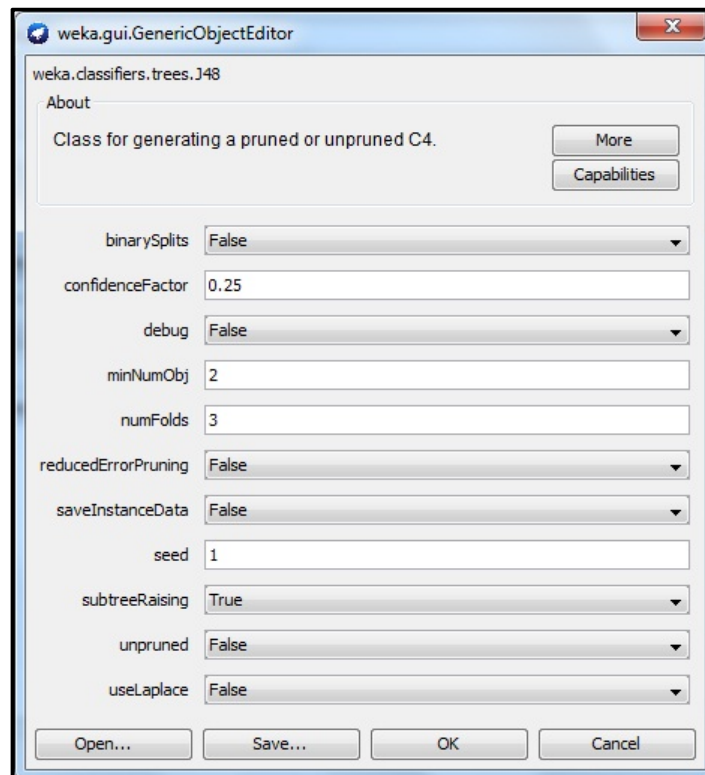 weka.gui.GenericObjectEditor
weka.classifiers.trees.J48
About
Class for generating a pruned or unpruned C4.
More
Capabilities
binarySplits False
confidenceFactor 0.25
debug False
minNumObj 2
numFolds 3
reducedErrorPruning False
saveInstanceData False
seed 1
subtreeRaising True
unpruned False
useLaplace False
Open... Save... OK Cancel